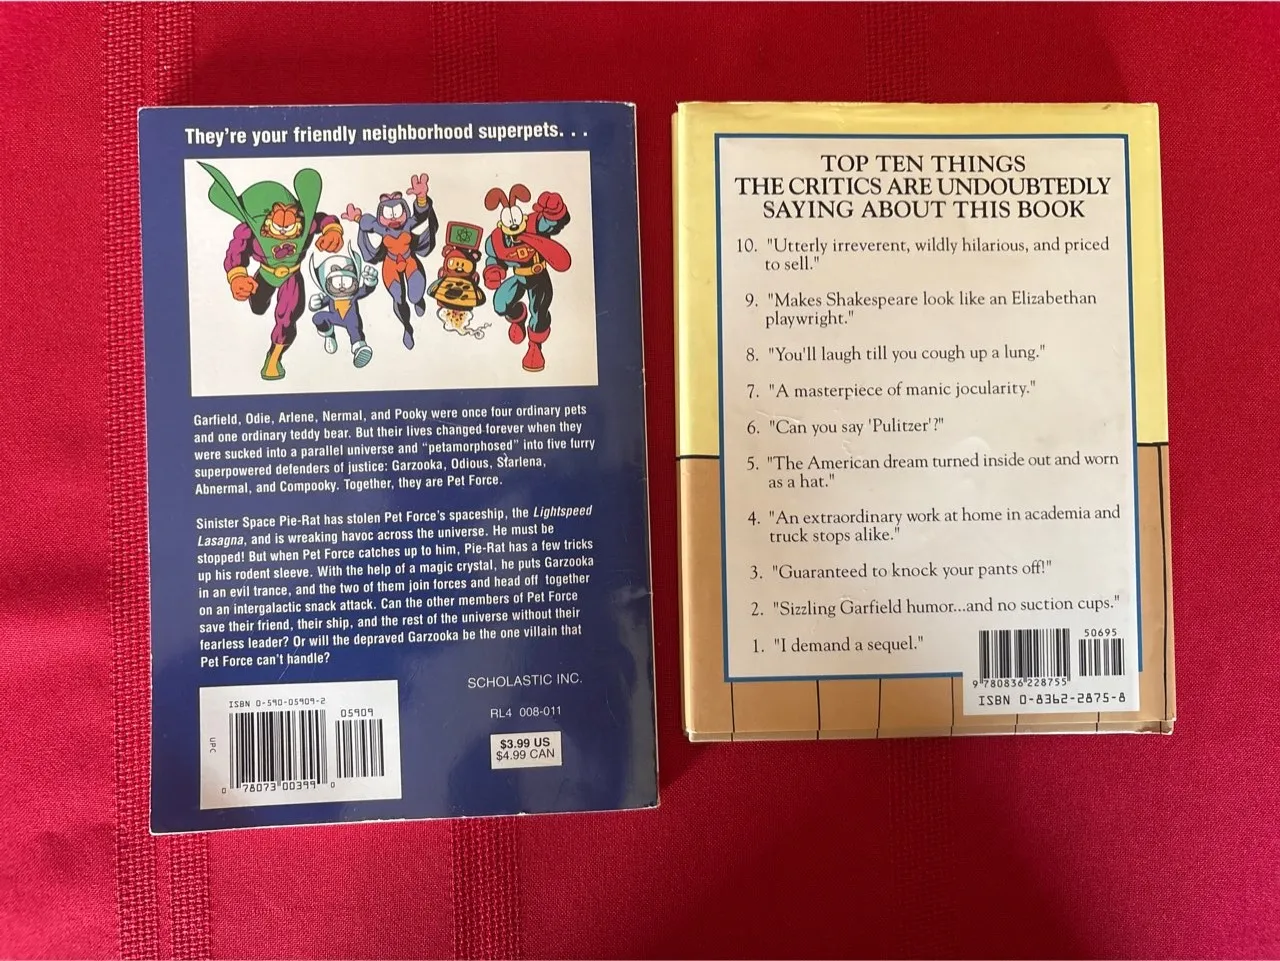 They're your friendly neighborhood superpets. . .
Garfield, Odie, Arlene, Nermal, and Pooky were once four ordinary pets
and one ordinary teddy bear. But their lives changed forever when they
were sucked into a parallel universe and “petamorphosed” into five furry
superpowered defenders of justice: Garzooka, Odious, Starlena,
Abnermal, and Compooky. Together, they are Pet Force.
Sinister Space Pie-Rat has stolen Pet Force's spaceship, the Lightspeed
Lasagna, and is wreaking havoc across the universe. He must be
stopped! But when Pet Force catches up to him, Pie-Rat has a few tricks
up his rodent sleeve. With the help of a magic crystal, he puts Garzooka
in an evil trance, and the two of them join forces and head off together
on an intergalactic snack attack. Can the other members of Pet Force
save their friend, their ship, and the rest of the universe without their
fearless leader? Or will the depraved Garzooka be the one villain that
Pet Force can't handle?
SCHOLASTIC INC.
RL4 008-011
$3.99 US
$4.99 CAN
ISBN 0-590-05909-2
05909
UPC
0 78073 00399 0
TOP TEN THINGS
THE CRITICS ARE UNDOUBTEDLY
SAYING ABOUT THIS BOOK
10. "Utterly irreverent, wildly hilarious, and priced
to sell."
9. "Makes Shakespeare look like an Elizabethan
playwright."
8. "You'll laugh till you cough up a lung."
7. "A masterpiece of manic jocularity."
6. "Can you say 'Pulitzer'?"
5. "The American dream turned inside out and worn
as a hat."
4. "An extraordinary work at home in academia and
truck stops alike."
3. "Guaranteed to knock your pants off!"
2. "Sizzling Garfield humor...and no suction cups."
1. "I demand a sequel."
50695
9 780836 228755
ISBN 0-8362-2875-8